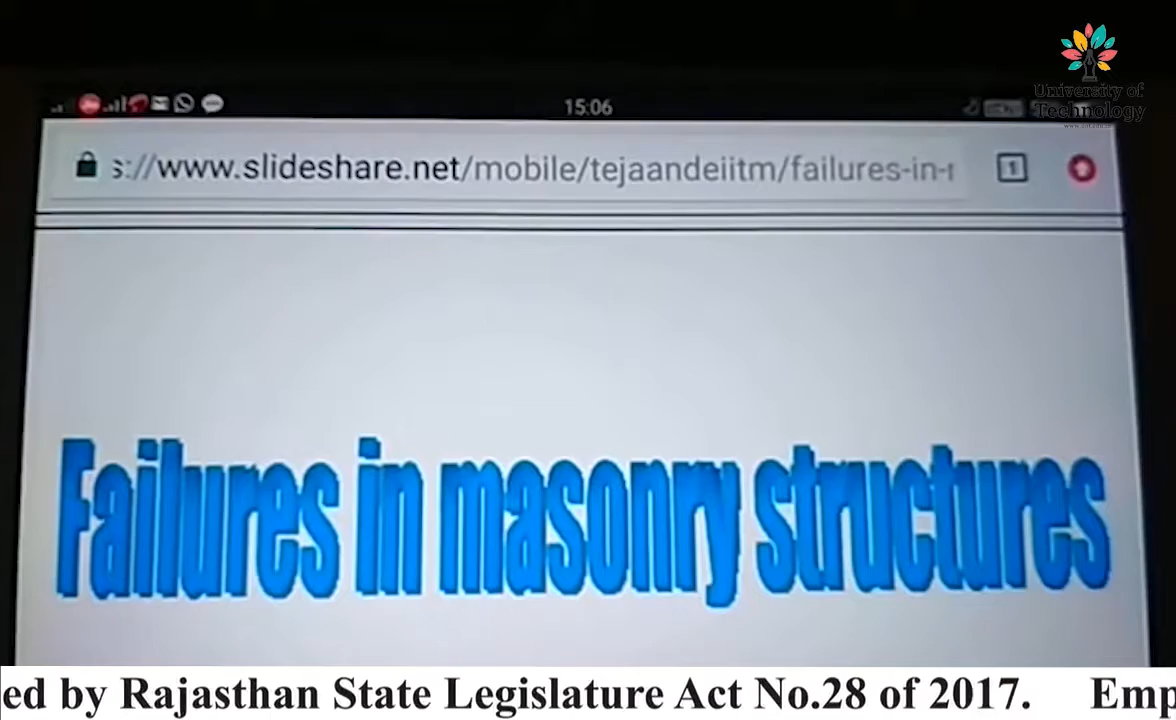 University of
Technology
15:06
s://www.slideshare.net/mobile/tejaandeiitm/failures-in-r
1
Failures in masonry structures
ed by Rajasthan State Legislature Act No.28 of 2017. Emp